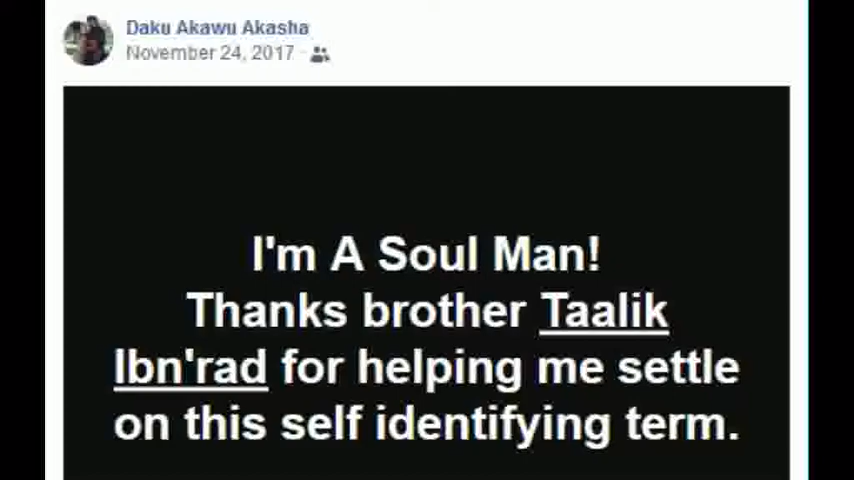 Daku Akawu Akasha
November 24, 2017
I'm A Soul Man!
Thanks brother Taalik
Ibn'rad for helping me settle
on this self identifying term.